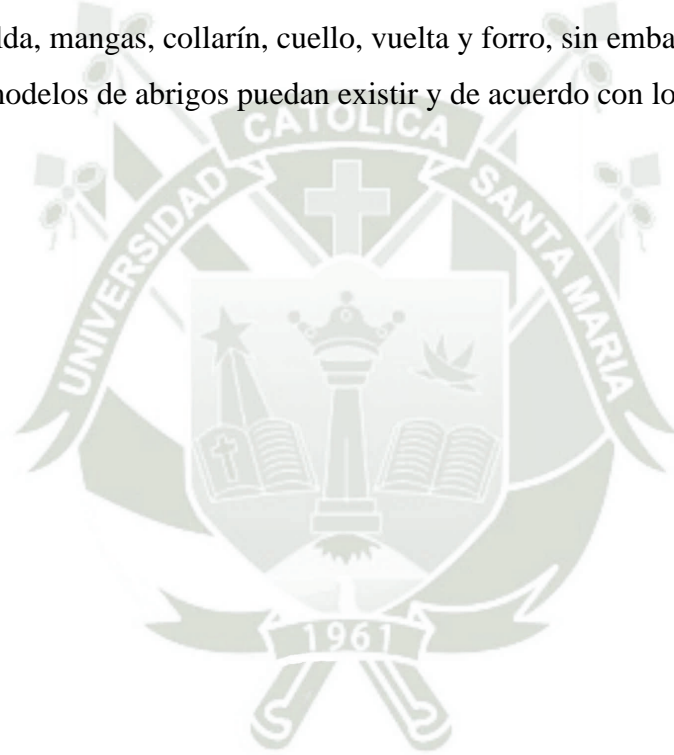 lda, mangas, collarín, cuello, vuelta y forro, sin emba
nodelos de abrigos puedan existir y de acuerdo con lo
UNIVERSIDAD CATÓLICA SANTA MARIA
1961